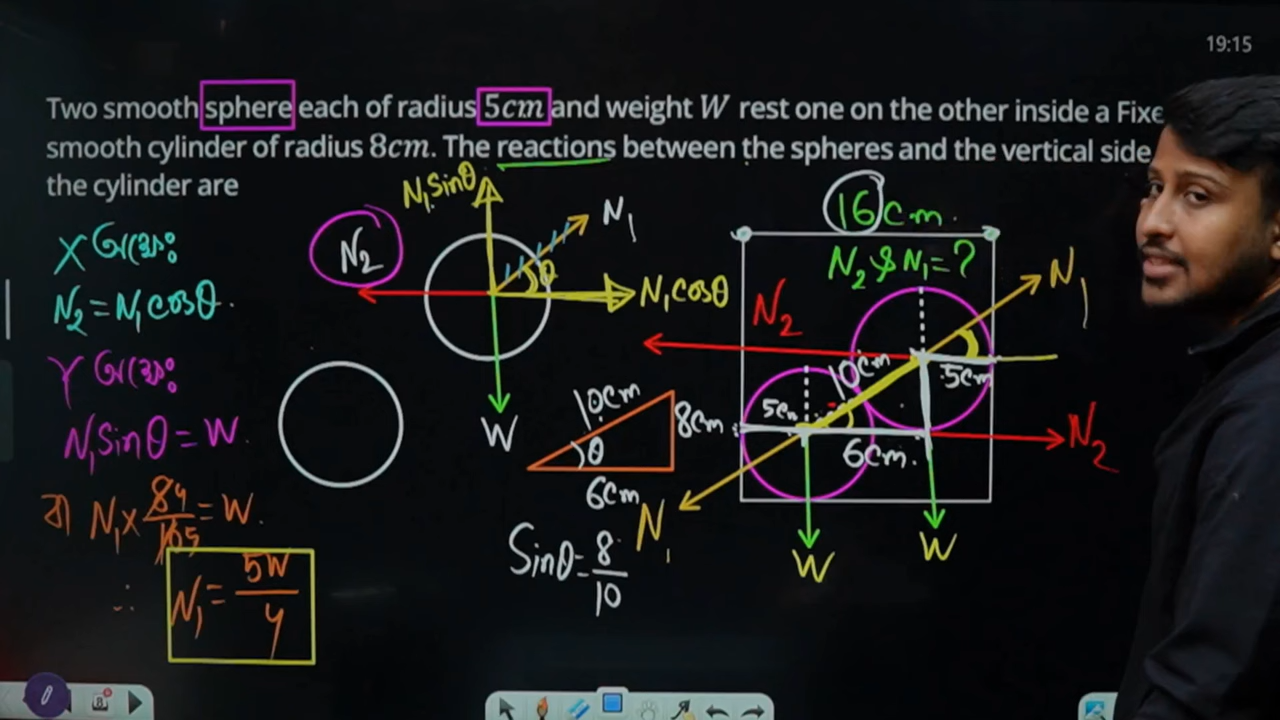 19:15
Two smooth sphere each of radius 5cm and weight W rest one on the other inside a Fixe
smooth cylinder of radius 8cm. The reactions between the spheres and the vertical side
the cylinder are
N₁Sinθ
N₁
N₂
θ
N₁cosθ
W
X
N₂=N₁cosθ.
Y
N₁Sinθ=W.
N₁×8 4/10 5=W.
∴ N₁=5W/4
10cm
8cm
θ
6cm
Sinθ=8/10
16cm.
N₂ & N₁=?
N₂
N₁
10cm
5cm
5cm
6cm.
N₂
N₁
W
W